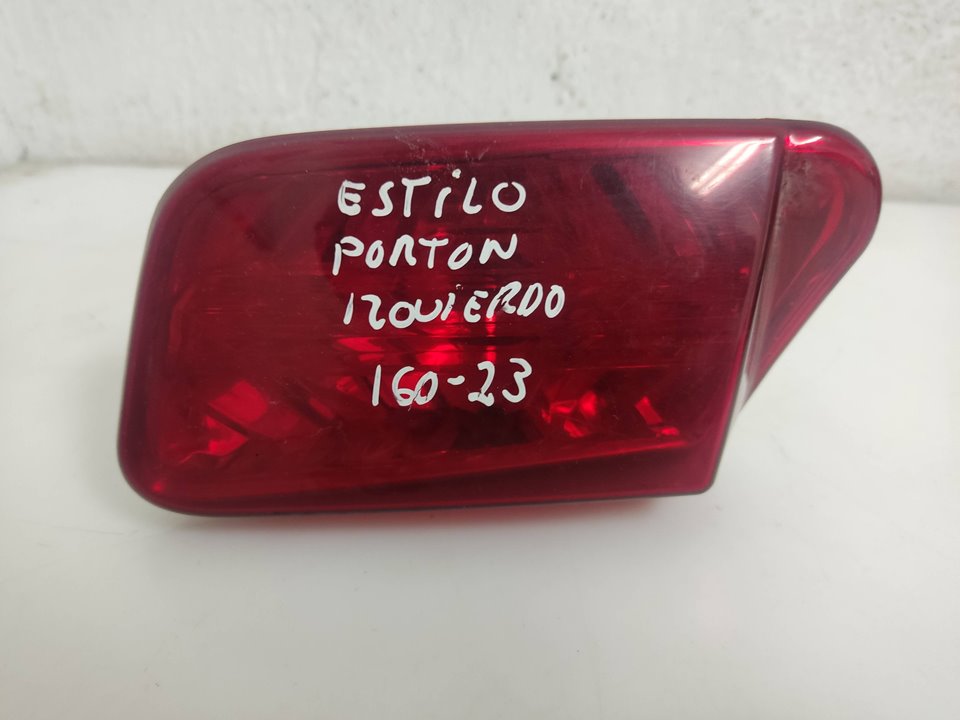 ESTiLO
PORTON
IZQUiERDO
160-23